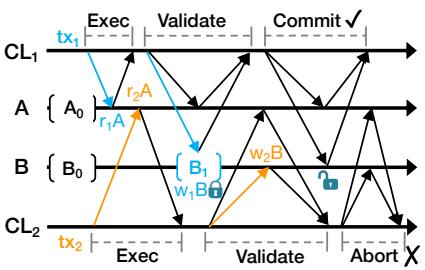 Exec Validate Commit ✓
tx1
CL1
r2A
A { A0 }
r1A
w2B
B { B0 } [ B1 ]
w1B
CL2
tx2
Exec Validate Abort ✗